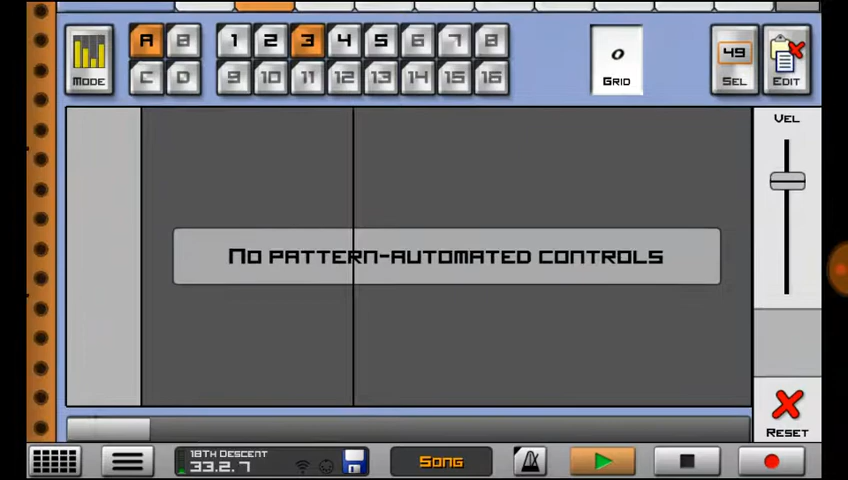 A B 1 2 3 4 5 6 7 8
C D 9 10 11 12 13 14 15 16
MODE
0
GRID
49
SEL
EDIT
VEL
No pattern-automated controls
RESET
18th Descent
33.2.7
Song